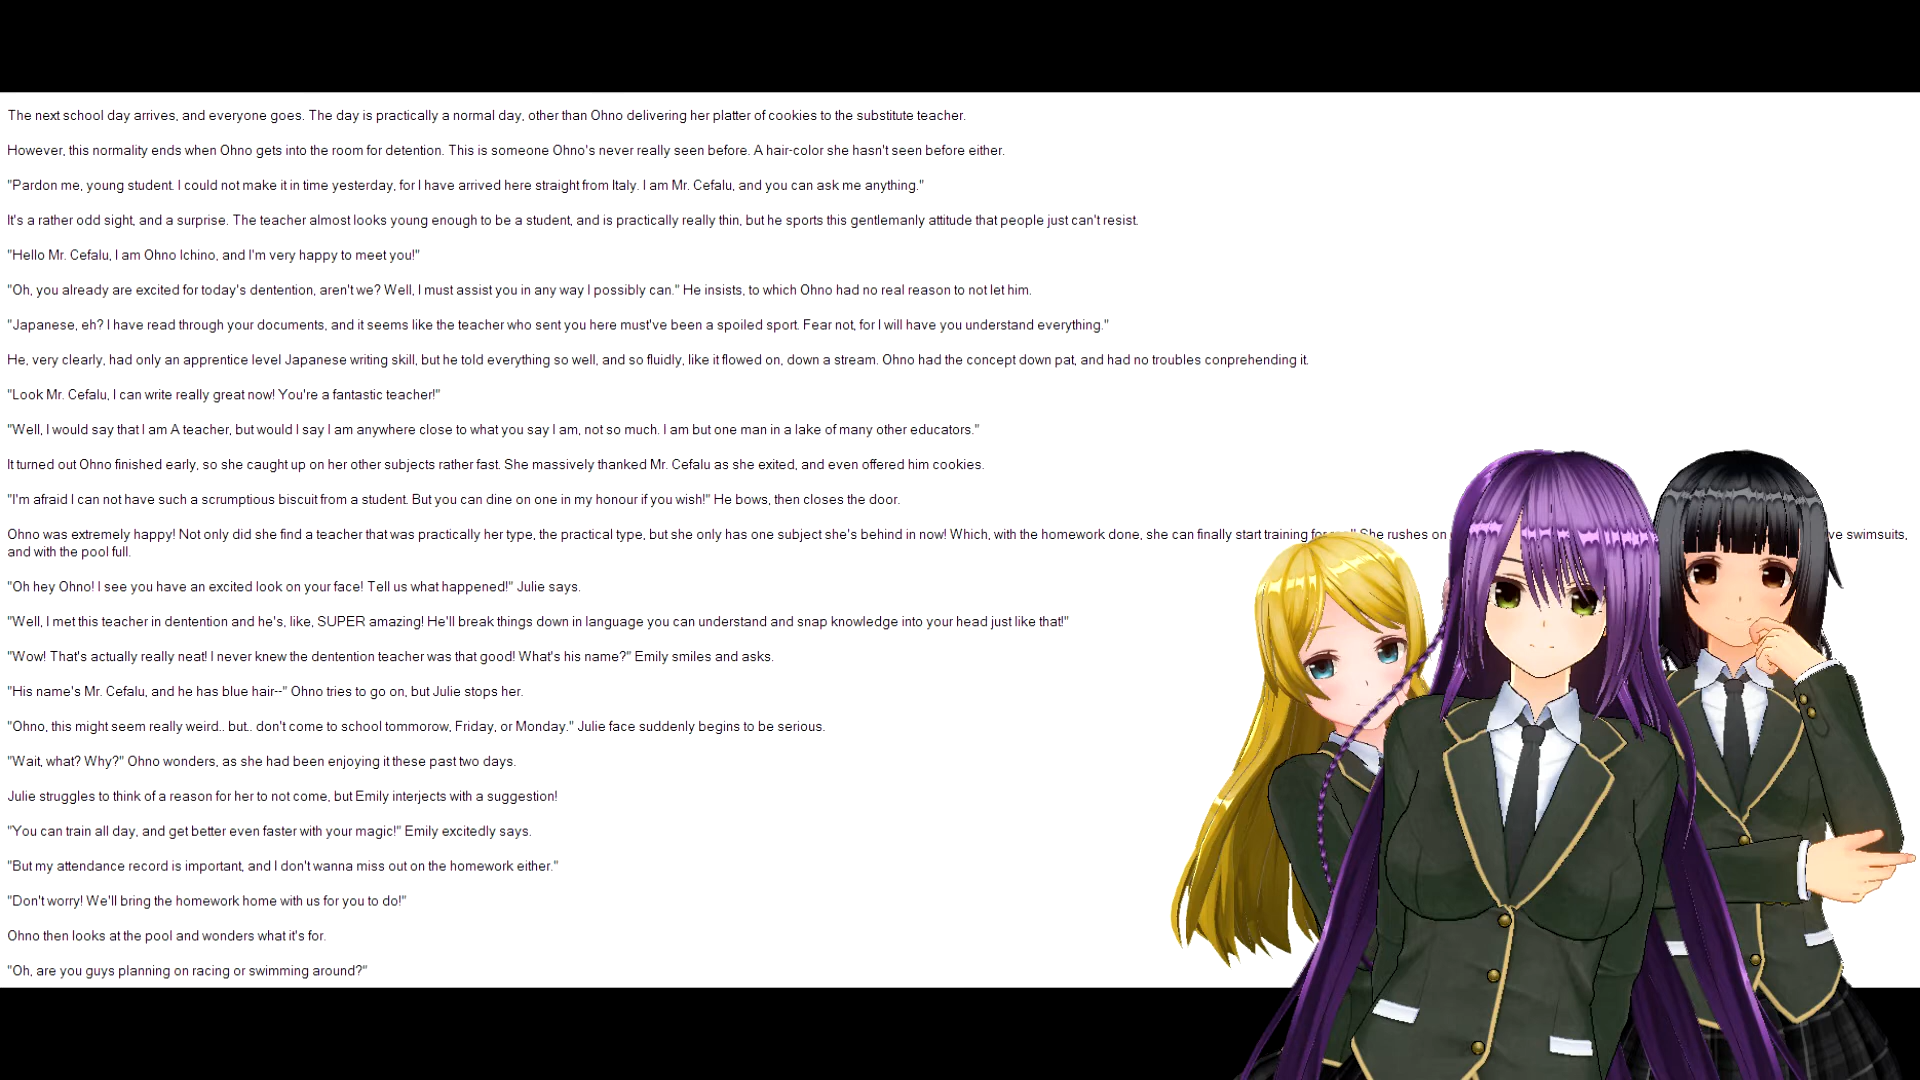 The next school day arrives, and everyone goes. The day is practically a normal day, other than Ohno delivering her platter of cookies to the substitute teacher.
However, this normality ends when Ohno gets into the room for detention. This is someone Ohno's never really seen before. A hair-color she hasn't seen before either.
"Pardon me, young student. I could not make it in time yesterday, for I have arrived here straight from Italy. I am Mr. Cefalu, and you can ask me anything."
It's a rather odd sight, and a surprise. The teacher almost looks young enough to be a student, and is practically really thin, but he sports this gentlemanly attitude that people just can't resist.
"Hello Mr. Cefalu, I am Ohno Ichino, and I'm very happy to meet you!"
"Oh, you already are excited for today's dentention, aren't we? Well, I must assist you in any way I possibly can." He insists, to which Ohno had no real reason to not let him.
"Japanese, eh? I have read through your documents, and it seems like the teacher who sent you here must've been a spoiled sport. Fear not, for I will have you understand everything."
He, very clearly, had only an apprentice level Japanese writing skill, but he told everything so well, and so fluidly, like it flowed on, down a stream. Ohno had the concept down pat, and had no troubles conprehending it.
"Look Mr. Cefalu, I can write really great now! You're a fantastic teacher!"
"Well, I would say that I am A teacher, but would I say I am anywhere close to what you say I am, not so much. I am but one man in a lake of many other educators."
It turned out Ohno finished early, so she caught up on her other subjects rather fast. She massively thanked Mr. Cefalu as she exited, and even offered him cookies.
"I'm afraid I can not have such a scrumptious biscuit from a student. But you can dine on one in my honour if you wish!" He bows, then closes the door.
Ohno was extremely happy! Not only did she find a teacher that was practically her type, the practical type, but she only has one subject she's behind in now! Which, with the homework done, she can finally start training for She rushes on swimsuits,
and with the pool full.
"Oh hey Ohno! I see you have an excited look on your face! Tell us what happened!" Julie says.
"Well, I met this teacher in dentention and he's, like, SUPER amazing! He'll break things down in language you can understand and snap knowledge into your head just like that!"
"Wow! That's actually really neat! I never knew the dentention teacher was that good! What's his name?" Emily smiles and asks.
"His name's Mr. Cefalu, and he has blue hair--" Ohno tries to go on, but Julie stops her.
"Ohno, this might seem really weird.. but.. don't come to school tommorow, Friday, or Monday." Julie face suddenly begins to be serious.
"Wait, what? Why?" Ohno wonders, as she had been enjoying it these past two days.
Julie struggles to think of a reason for her to not come, but Emily interjects with a suggestion!
"You can train all day, and get better even faster with your magic!" Emily excitedly says.
"But my attendance record is important, and I don't wanna miss out on the homework either."
"Don't worry! We'll bring the homework home with us for you to do!"
Ohno then looks at the pool and wonders what it's for.
"Oh, are you guys planning on racing or swimming around?"